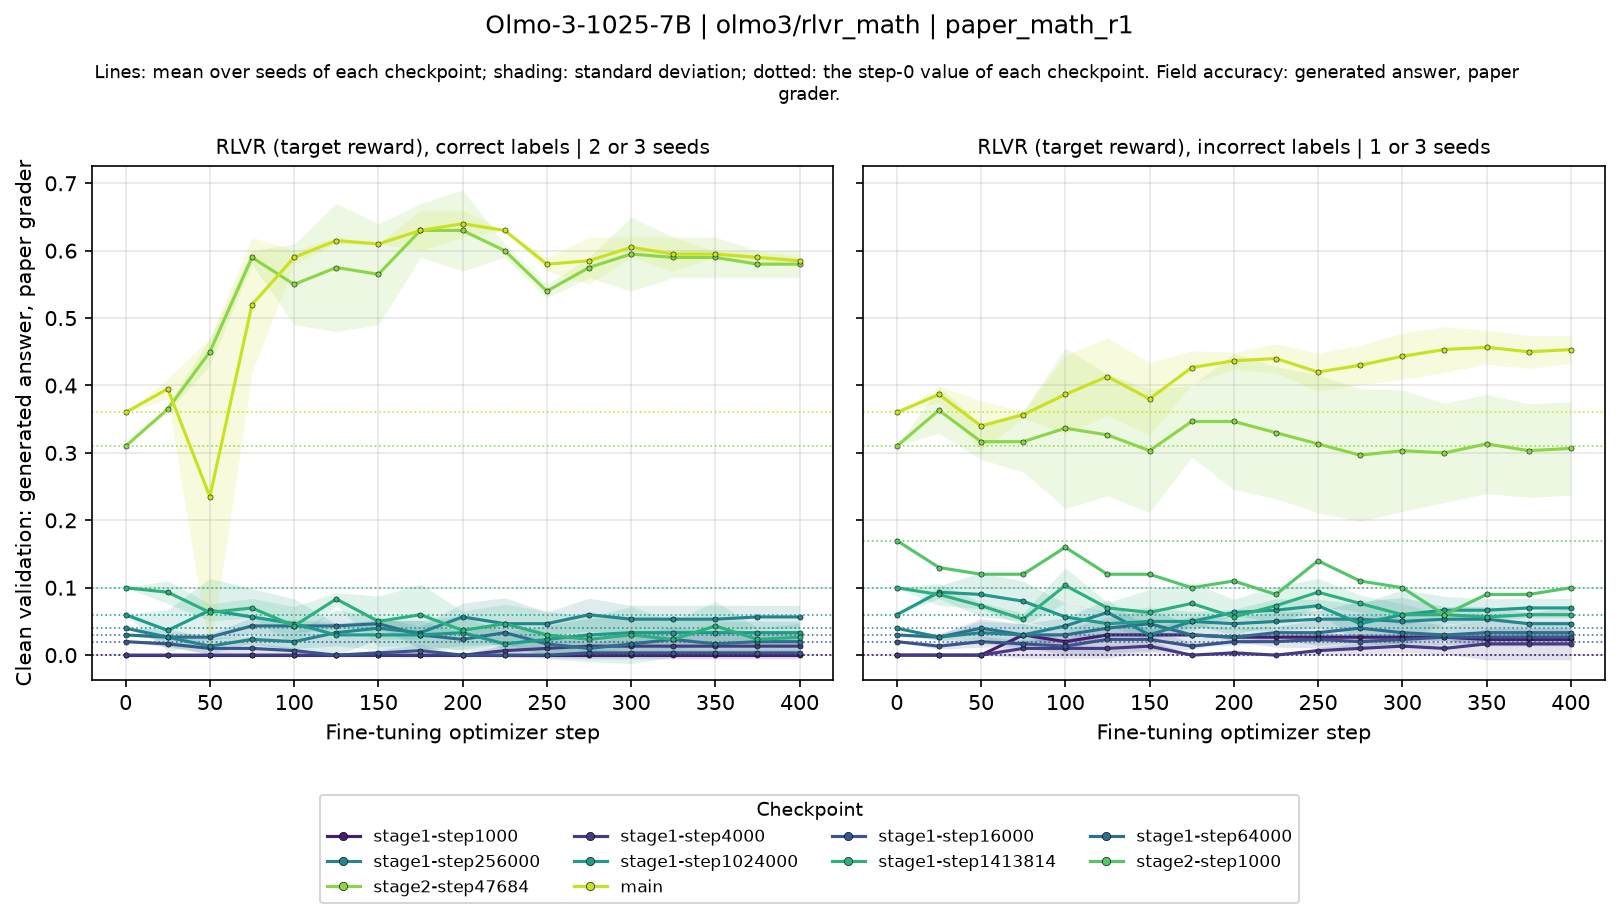 Olmo-3-1025-7B | olmo3/rlvr_math | paper_math_r1
Lines: mean over seeds of each checkpoint; shading: standard deviation; dotted: the step-0 value of each checkpoint. Field accuracy: generated answer, paper
grader.
RLVR (target reward), correct labels | 2 or 3 seeds
RLVR (target reward), incorrect labels | 1 or 3 seeds
Clean validation: generated answer, paper grader
0.7
0.6
0.5
0.4
0.3
0.2
0.1
0.0
0 50 100 150 200 250 300 350 400
0 50 100 150 200 250 300 350 400
Fine-tuning optimizer step
Fine-tuning optimizer step
Checkpoint
stage1-step1000 stage1-step4000 stage1-step16000 stage1-step64000
stage1-step256000 stage1-step1024000 stage1-step1413814 stage2-step1000
stage2-step47684 main